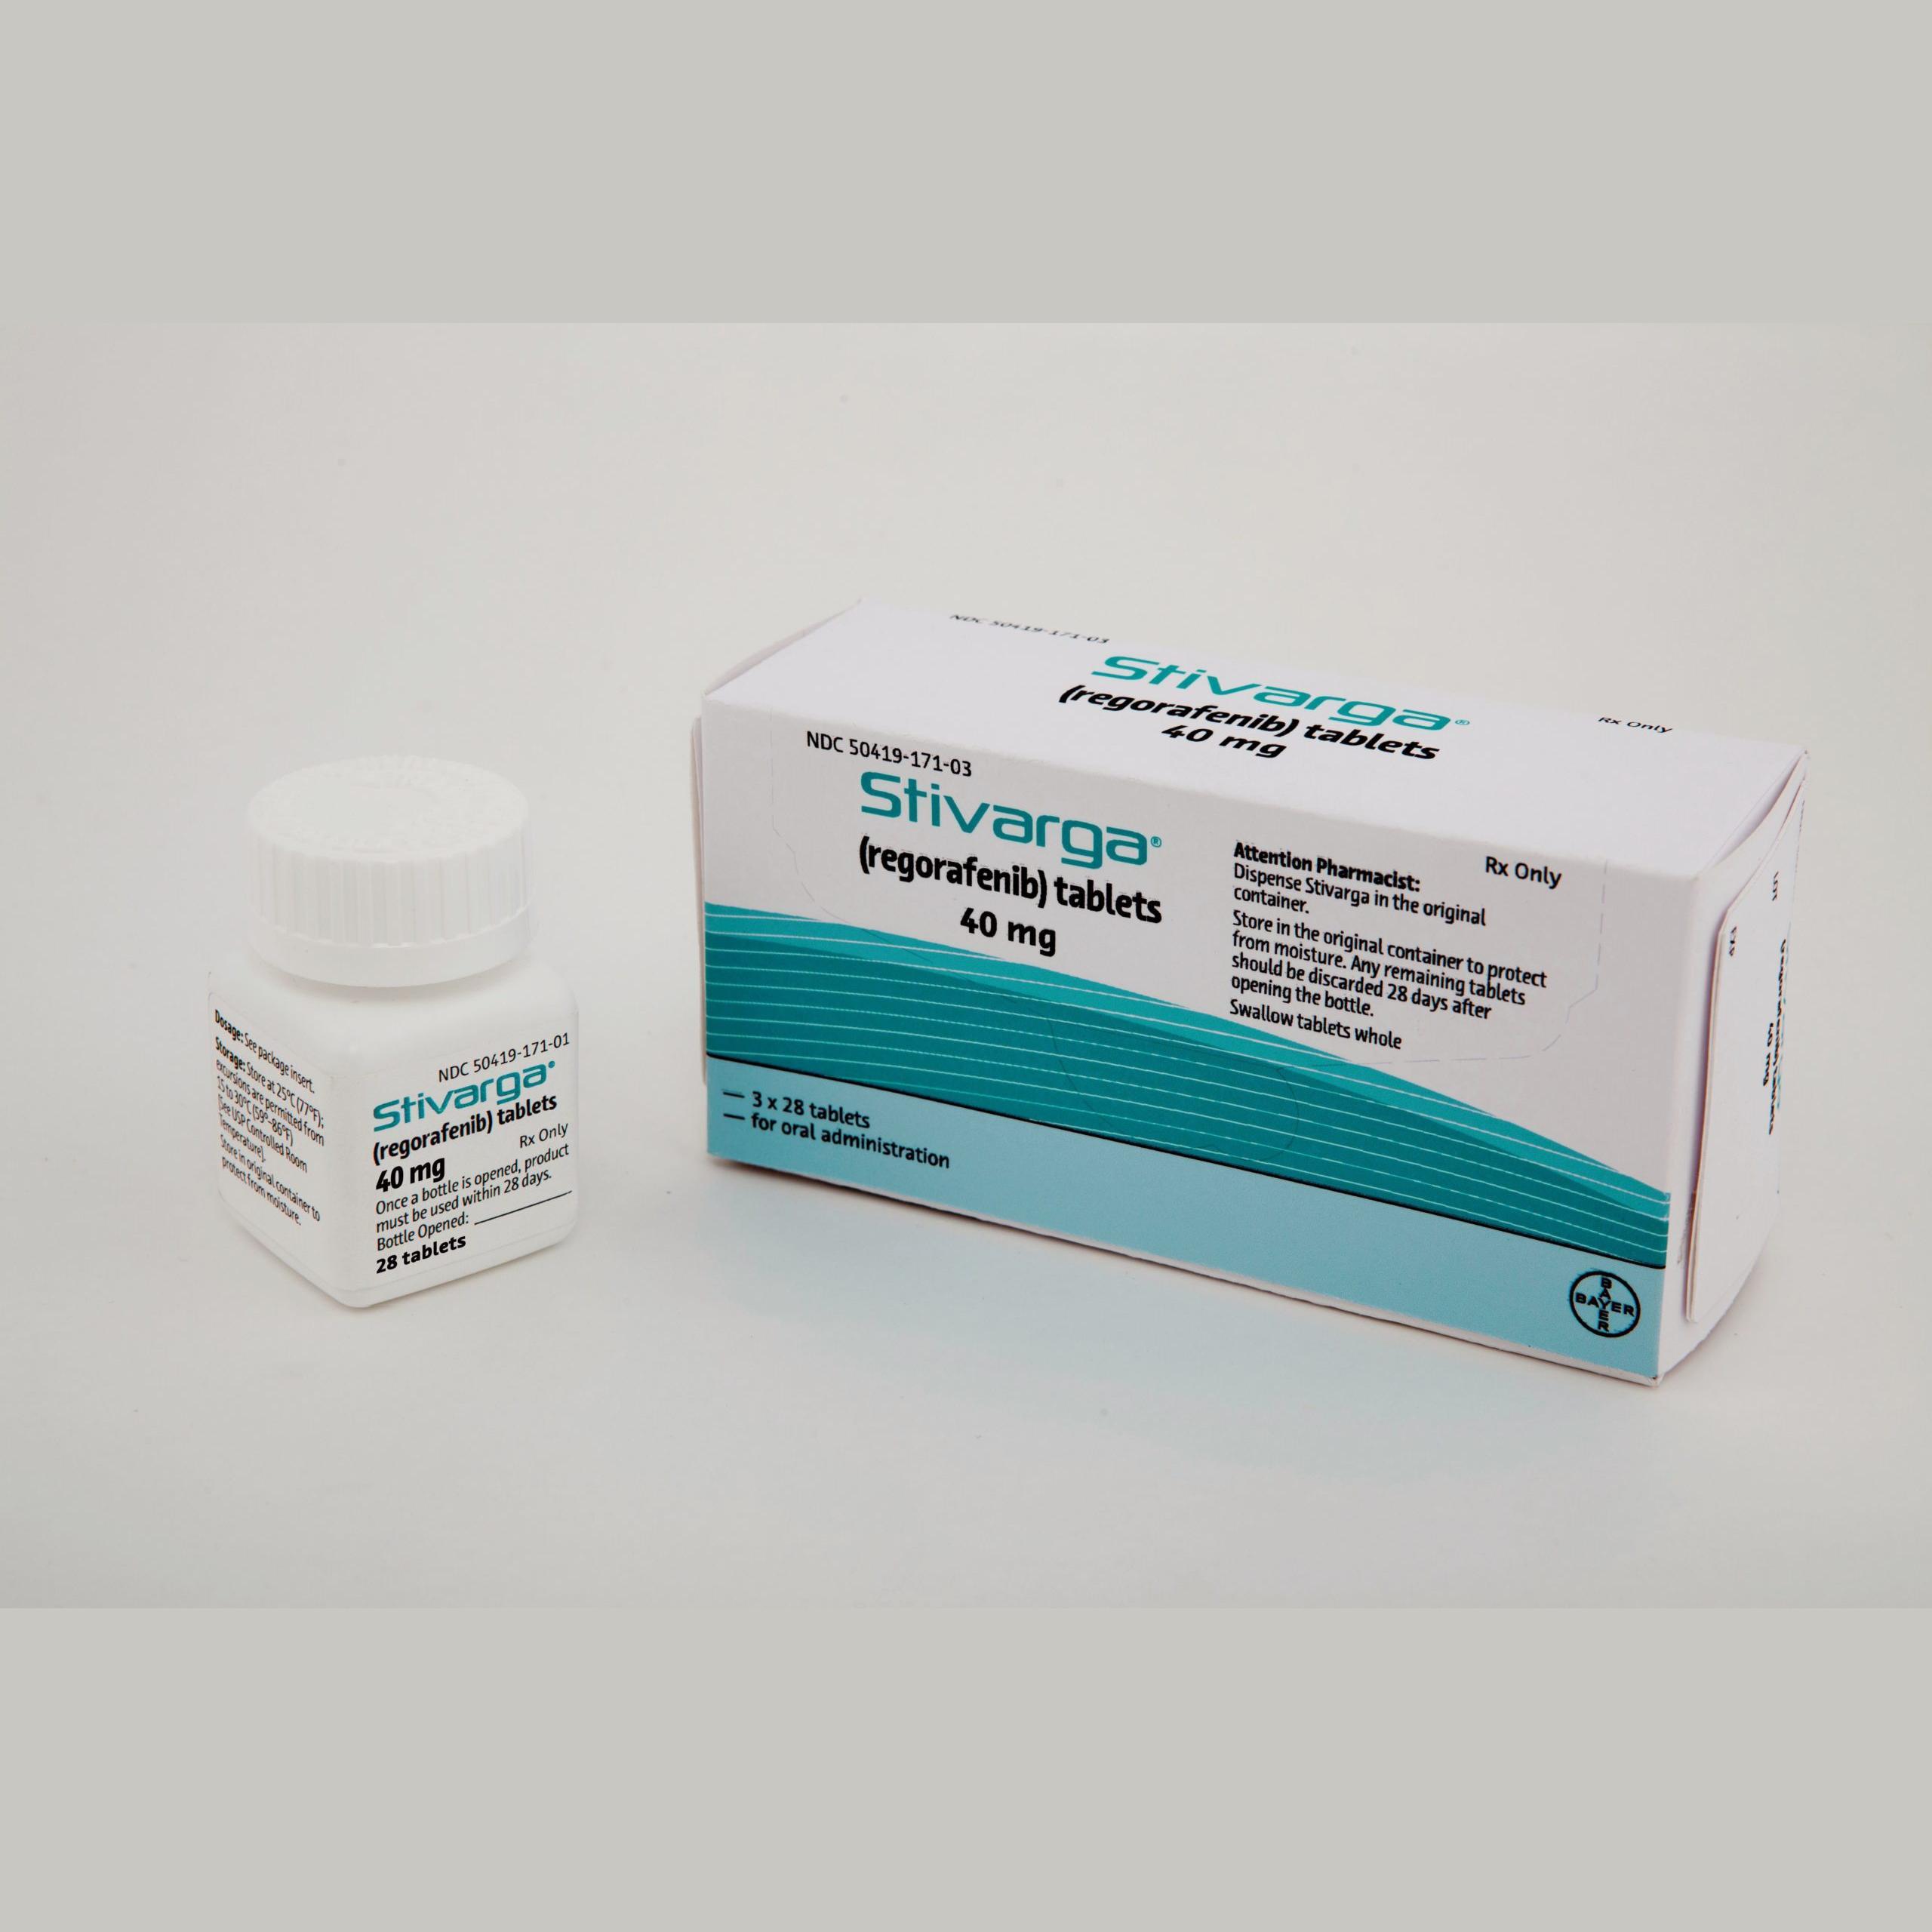 NDC 50419-171-03
Stivarga®
(regorafenib) tablets
40 mg
Rx Only
NDC 50419-171-03
Stivarga®
(regorafenib) tablets
40 mg
Rx Only
Attention Pharmacist:
Dispense Stivarga in the original
container.
Store in the original container to protect
from moisture. Any remaining tablets
should be discarded 28 days after
opening the bottle.
Swallow tablets whole
3 x 28 tablets
for oral administration
BAYER
BAYER
LOT
EXP
40 mg
Dosage: See package insert.
Storage: Store at 25°C (77°F);
excursions are permitted from
15 to 30°C (59°-86°F)
[See USP Controlled Room
Temperature].
Store in original container to
protect from moisture.
NDC 50419-171-01
Stivarga®
(regorafenib) tablets
Rx Only
40 mg
Once a bottle is opened, product
must be used within 28 days.
Bottle Opened:
28 tablets